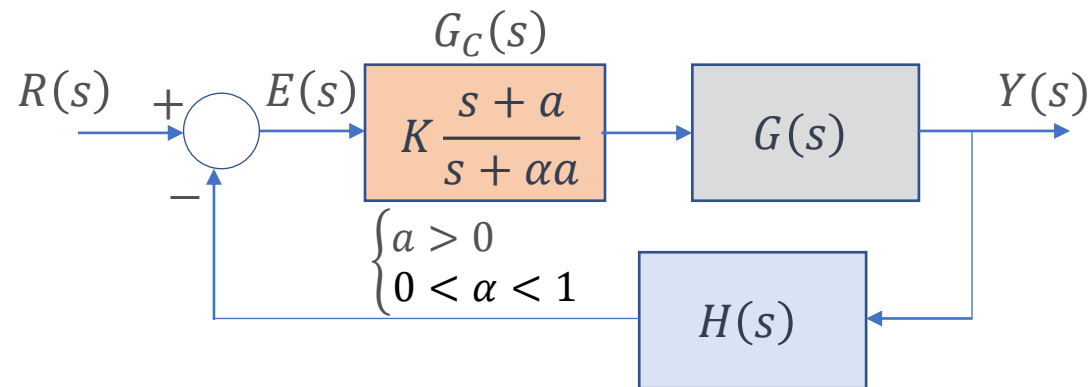 G_C(s)
R(s)
+
E(s)
K (s + a)/(s + αa)
G(s)
Y(s)
−
{a > 0
0 < α < 1
H(s)